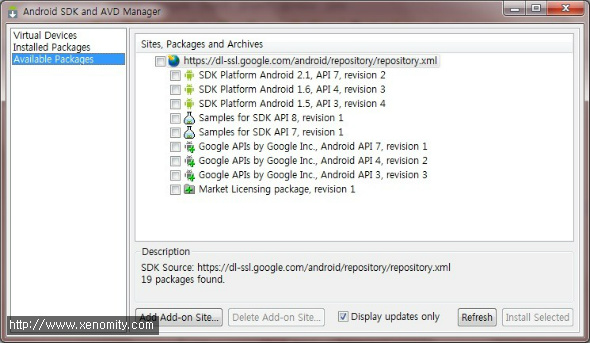 Android SDK and AVD Manager
Virtual Devices
Installed Packages
Available Packages
Sites, Packages and Archives
https://dl-ssl.google.com/android/repository/repository.xml
SDK Platform Android 2.1, API 7, revision 2
SDK Platform Android 1.6, API 4, revision 3
SDK Platform Android 1.5, API 3, revision 4
Samples for SDK API 8, revision 1
Samples for SDK API 7, revision 1
Google APIs by Google Inc., Android API 7, revision 1
Google APIs by Google Inc., Android API 4, revision 2
Google APIs by Google Inc., Android API 3, revision 3
Market Licensing package, revision 1
Description
SDK Source: https://dl-ssl.google.com/android/repository/repository.xml
19 packages found.
Add Add-on Site... Delete Add-on Site... Display updates only Refresh Install Selected
http://www.xenomity.com